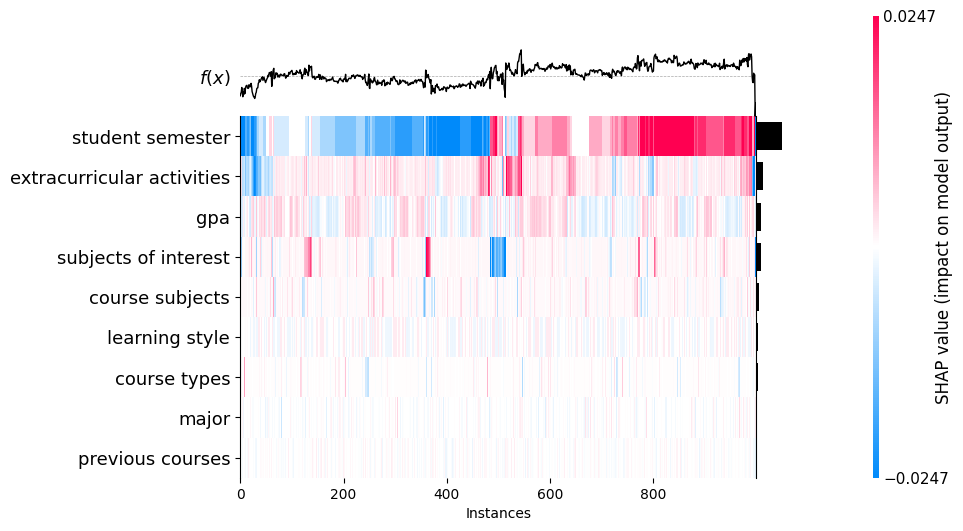 0.0247
f(x)
student semester
extracurricular activities
gpa
subjects of interest
course subjects
learning style
course types
major
previous courses
0 200 400 600 800
Instances
SHAP value (impact on model output)
−0.0247